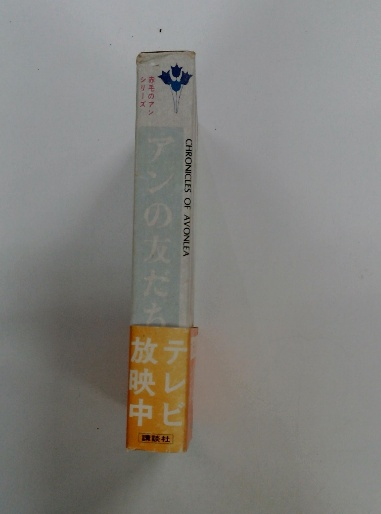 赤毛のアン
シリーズ
CHRONICLES OF AVONLEA
アンの友だち
テレビ
放映中
講談社